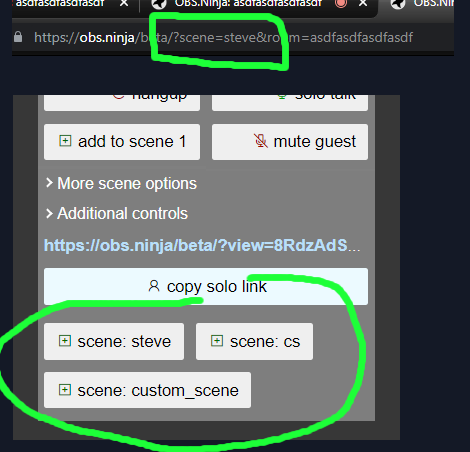 asdfasdfasdfasdf
OBS.Ninja: asdfasdfasdfasdf
OBS.Nin
https://obs.ninja/beta/?scene=steve&room=asdfasdfasdfasdf
hangup
solo talk
add to scene 1
mute guest
More scene options
Additional controls
https://obs.ninja/beta/?view=8RdzAdS...
copy solo link
scene: steve
scene: cs
scene: custom_scene